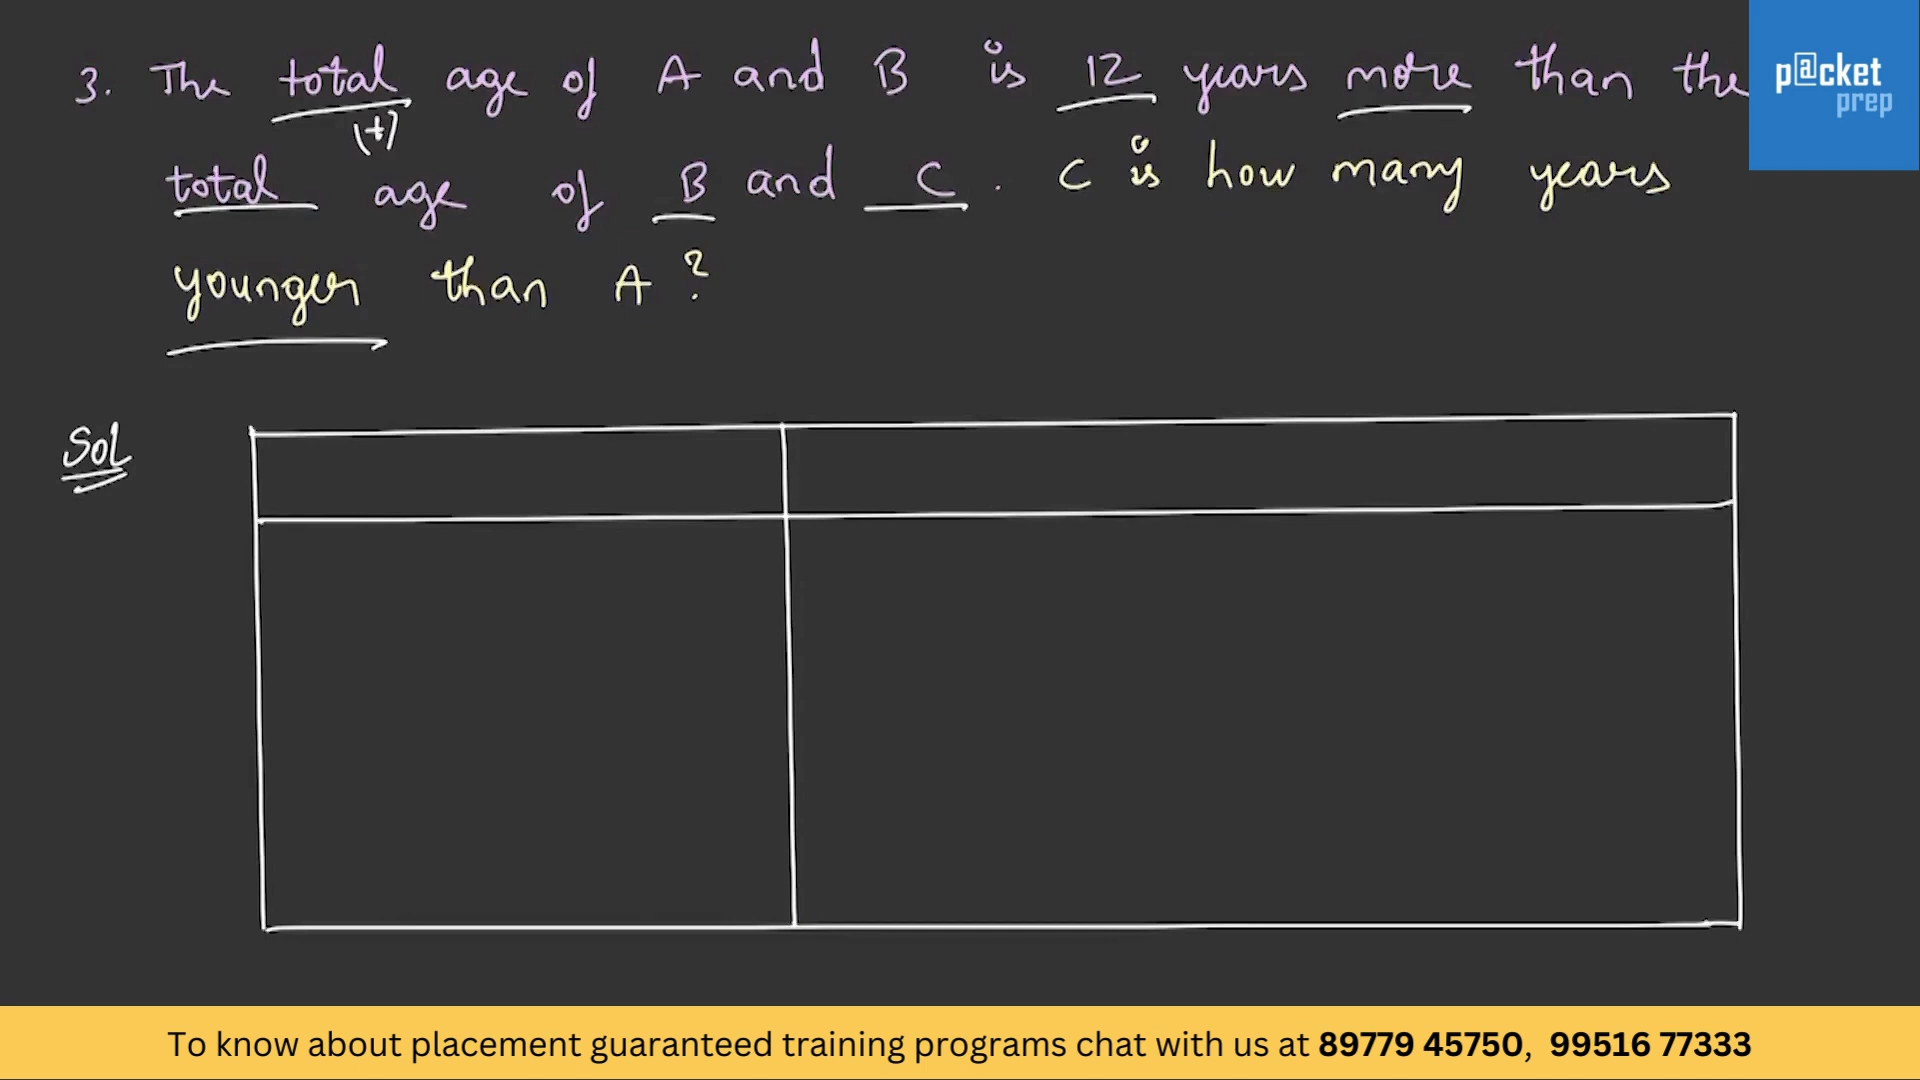 3. The total age of A and B is 12 years more than the
(+)
total age of B and C. C is how many years
younger than A?
Sol
p@cket
prep
To know about placement guaranteed training programs chat with us at 89779 45750, 99516 77333